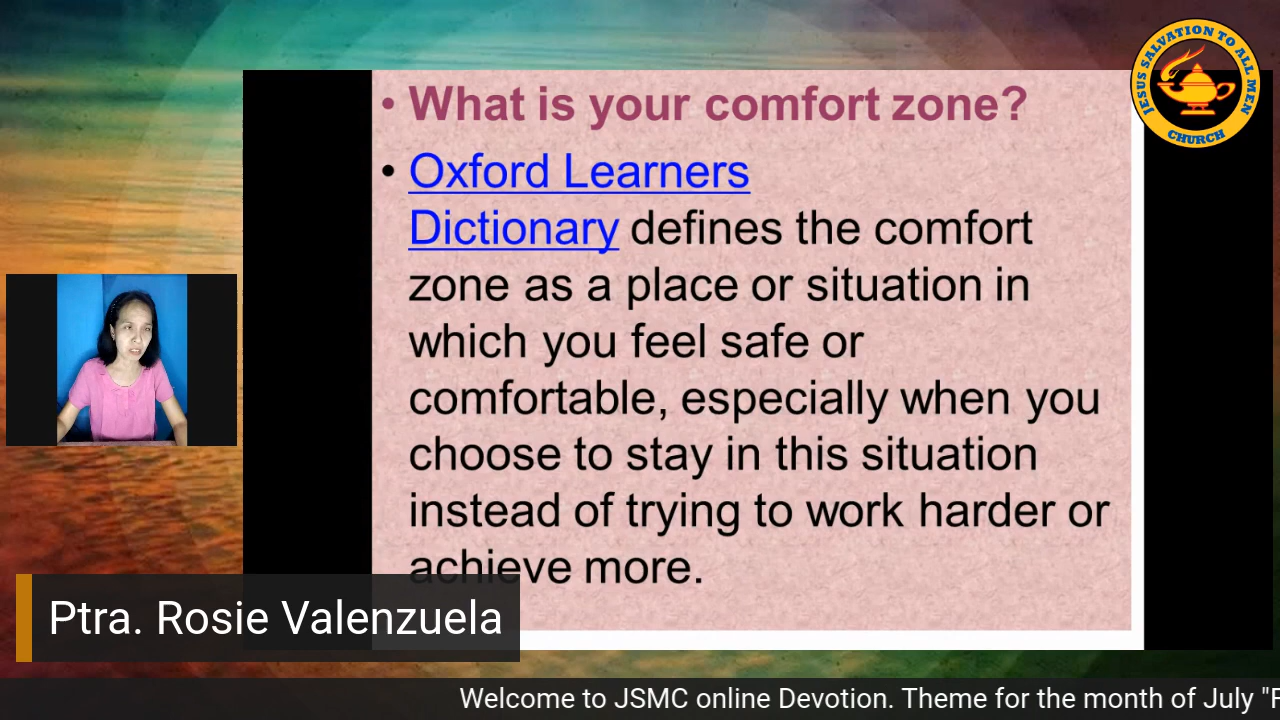 JESUS SALVATION TO ALL MEN
CHURCH
• What is your comfort zone?
• Oxford Learners
Dictionary defines the comfort
zone as a place or situation in
which you feel safe or
comfortable, especially when you
choose to stay in this situation
instead of trying to work harder or
achieve more.
Ptra. Rosie Valenzuela
Welcome to JSMC online Devotion. Theme for the month of July "F